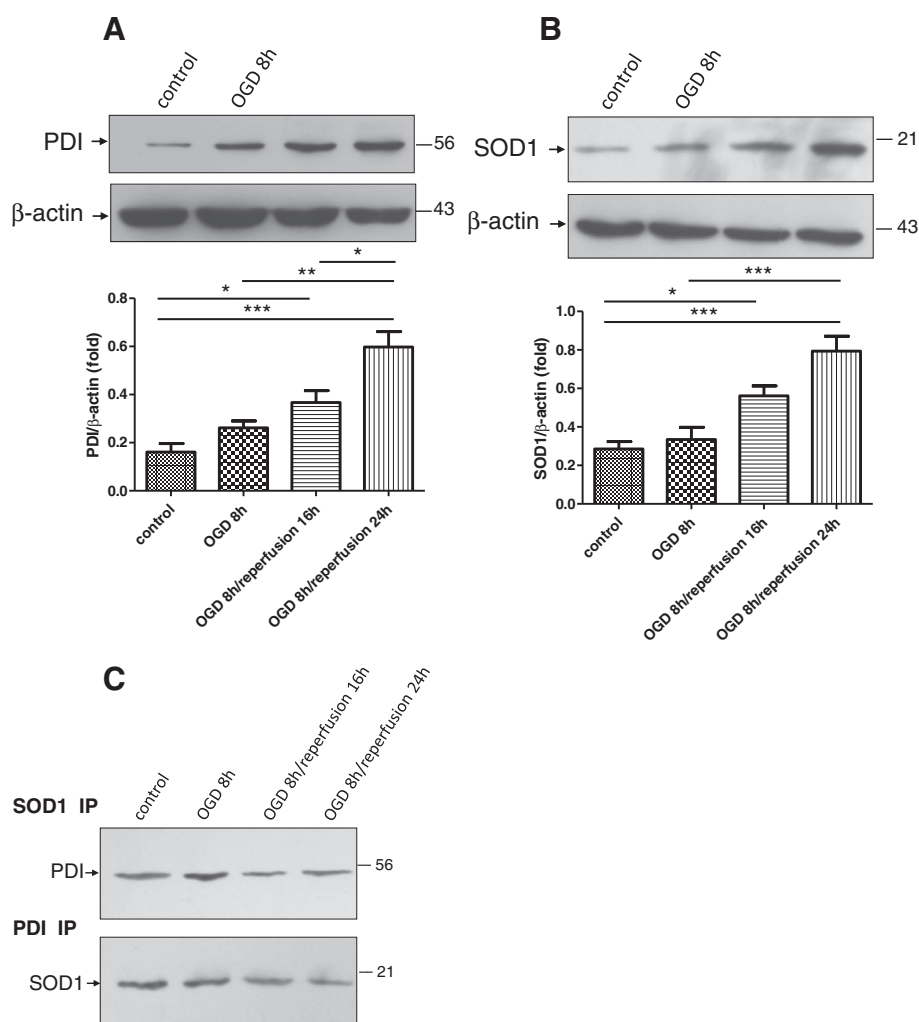 A
control
OGD 8h
PDI
56
β-actin
43
*
**
*
***
PDI/β-actin (fold)
0.8
0.6
0.4
0.2
0.0
control
OGD 8h
OGD 8h/reperfusion 16h
OGD 8h/reperfusion 24h
B
control
OGD 8h
SOD1
21
β-actin
43
***
*
***
SOD1/β-actin (fold)
1.0
0.8
0.6
0.4
0.2
0.0
control
OGD 8h
OGD 8h/reperfusion 16h
OGD 8h/reperfusion 24h
C
control
OGD 8h
OGD 8h/reperfusion 16h
OGD 8h/reperfusion 24h
SOD1 IP
PDI
56
PDI IP
SOD1
21